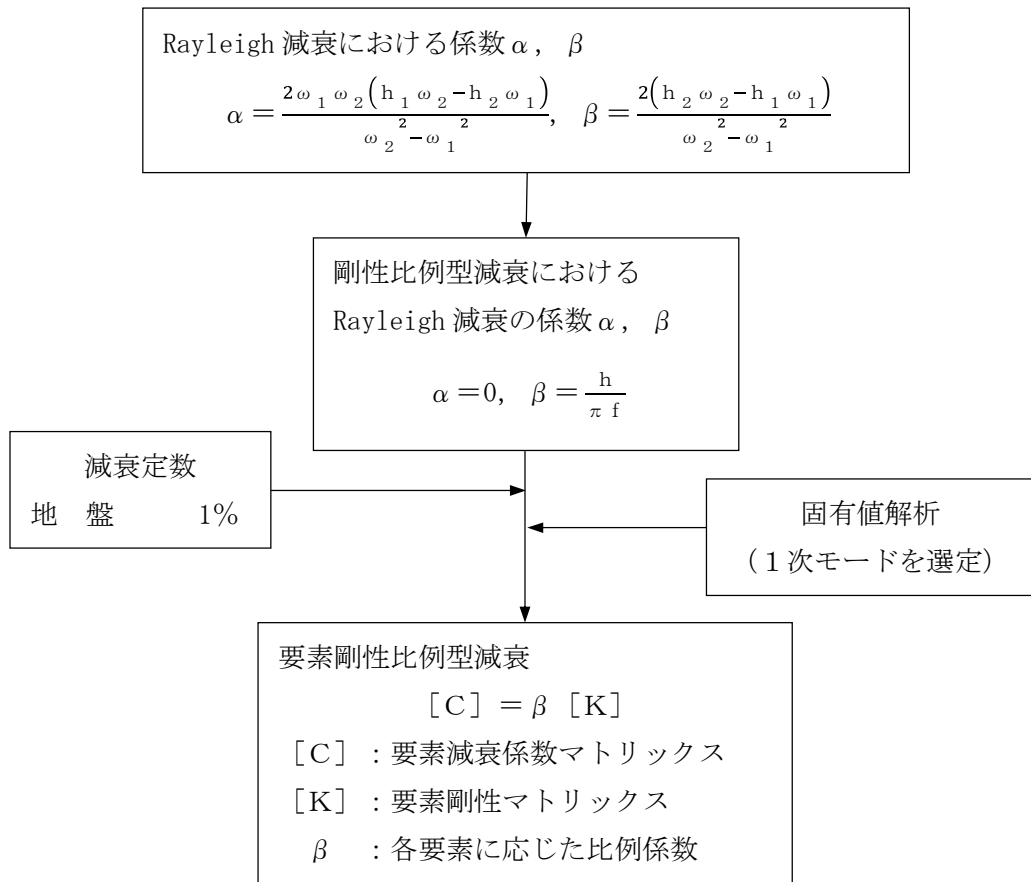 Rayleigh 減衰における係数α, β
α＝2ω₁ω₂(h₁ω₂−h₂ω₁)/(ω₂²−ω₁²), β＝2(h₂ω₂−h₁ω₁)/(ω₂²−ω₁²)
剛性比例型減衰における
Rayleigh 減衰の係数α, β
α＝0, β＝h/(πf)
減衰定数
地　盤　　1%
固有値解析
（１次モードを選定）
要素剛性比例型減衰
［Ｃ］＝β［Ｋ］
［Ｃ］：要素減衰係数マトリックス
［Ｋ］：要素剛性マトリックス
β　：各要素に応じた比例係数